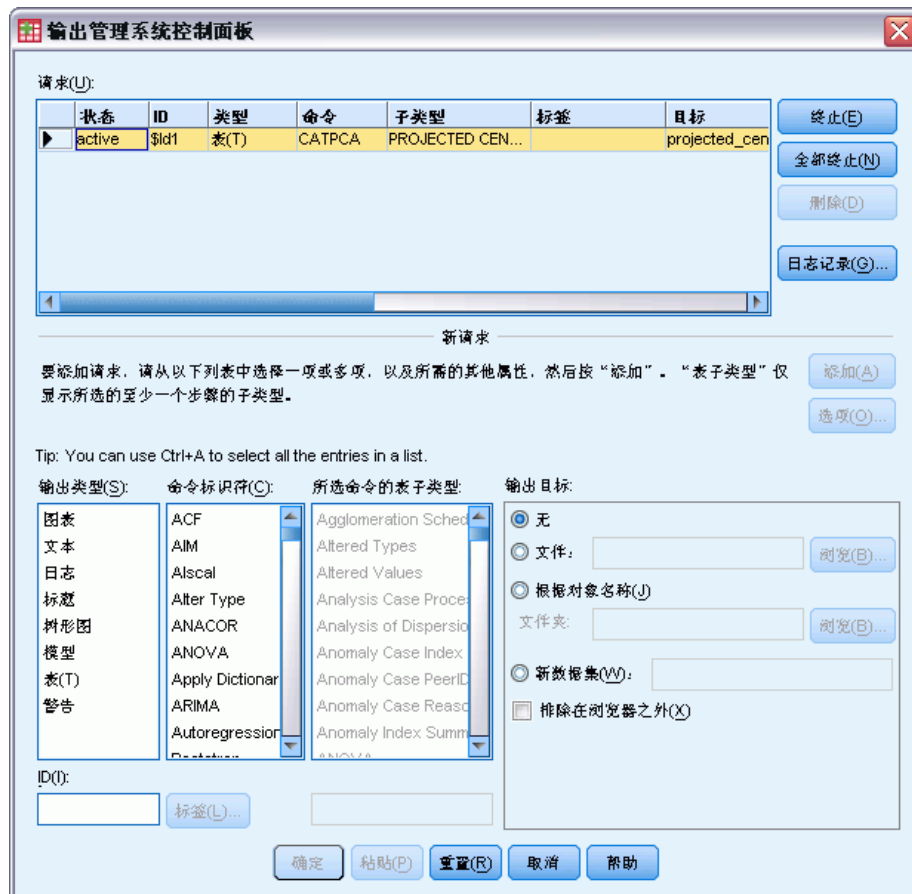 输出管理系统控制面板
请求(U):
状态 ID 类型 命令 子类型 标签 目标
active $Id1 表(T) CATPCA PROJECTED CEN... projected_cen
终止(E)
全部终止(N)
删除(D)
日志记录(G)...
新请求
要添加请求，请从以下列表中选择一项或多项，以及所需的其他属性，然后按“添加”。“表子类型”仅
显示所选的至少一个步骤的子类型。
添加(A)
选项(O)...
Tip: You can use Ctrl+A to select all the entries in a list.
输出类型(S):
图表
文本
日志
标题
树形图
模型
表(T)
警告
命令标识符(C):
ACF
AIM
Alscal
Alter Type
ANACOR
ANOVA
Apply Dictionar
ARIMA
Autoregression
所选命令的表子类型:
Agglomeration Sched
Altered Types
Altered Values
Analysis Case Proce
Analysis of Dispersio
Anomaly Case Index
Anomaly Case PeerID
Anomaly Case Reaso
Anomaly Index Summ
ANOVA
输出目标:
无
文件: 浏览(B)...
根据对象名称(J)
文件夹: 浏览(B)...
新数据集(W):
排除在浏览器之外(X)
ID(I):
标签(L)...
确定 粘贴(P) 重置(R) 取消 帮助